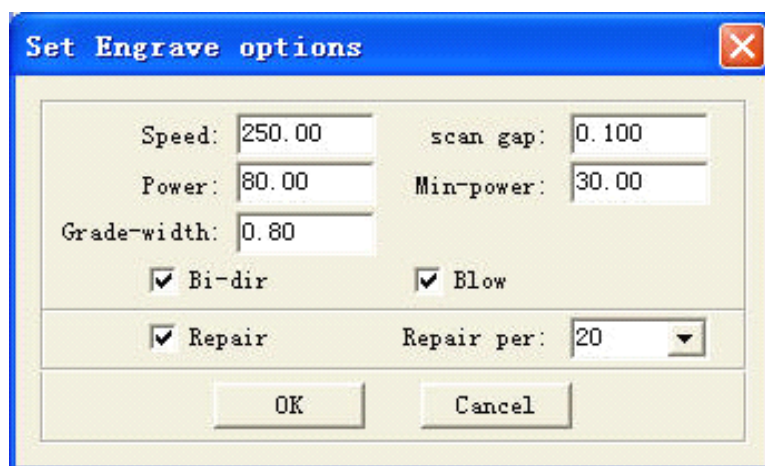 Set Engrave options
Speed: 250.00 scan gap: 0.100
Power: 80.00 Min-power: 30.00
Grade-width: 0.80
Bi-dir Blow
Repair Repair per: 20
OK Cancel